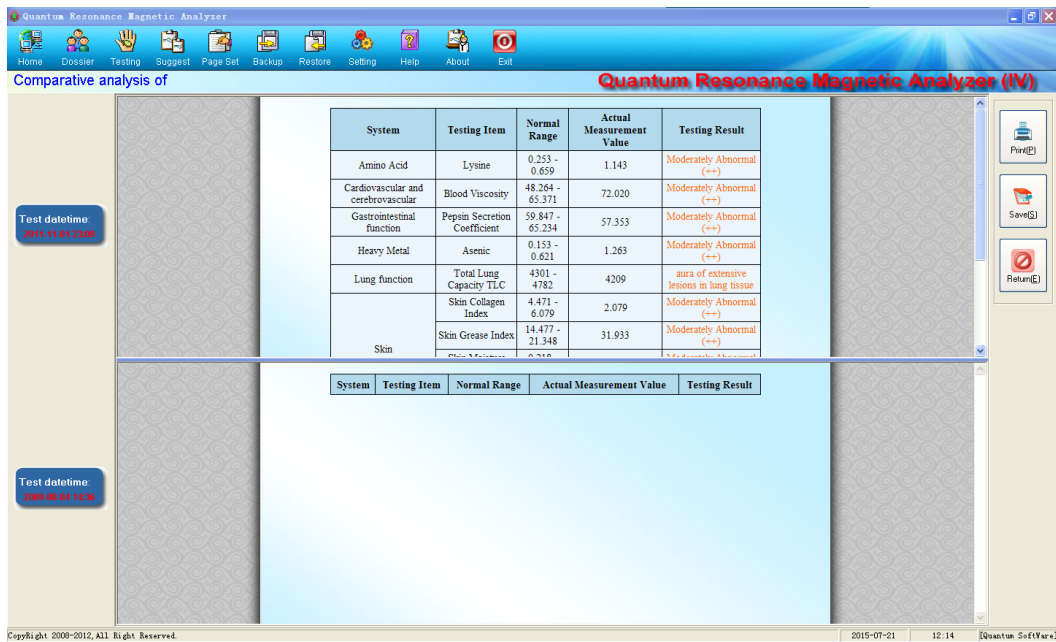 Quantum Resonance Magnetic Analyzer
Home Dossier Testing Suggest Page Set Backup Restore Setting Help About Exit
Comparative analysis of
Quantum Resonance Magnetic Analyzer (IV)
System Testing Item Normal Range Actual Measurement Value Testing Result
Amino Acid Lysine 0.253 - 0.659 1.143 Moderately Abnormal (++)
Cardiovascular and cerebrovascular Blood Viscosity 48.264 - 65.371 72.020 Moderately Abnormal (++)
Gastrointestinal function Pepsin Secretion Coefficient 59.847 - 65.234 57.353 Moderately Abnormal (++)
Heavy Metal Asenic 0.153 - 0.621 1.263 Moderately Abnormal (++)
Lung function Total Lung Capacity TLC 4301 - 4782 4209 aura of extensive lesions in lung tissue
Skin Skin Collagen Index 4.471 - 6.079 2.079 Moderately Abnormal (++)
Skin Grease Index 14.477 - 21.348 31.933 Moderately Abnormal (++)
Test datetime:
Print(P)
Save(S)
Return(E)
System Testing Item Normal Range Actual Measurement Value Testing Result
Test datetime:
CopyRight 2008-2012, All Right Reserved.
2015-07-21 12:14 [Quantum SoftWare]